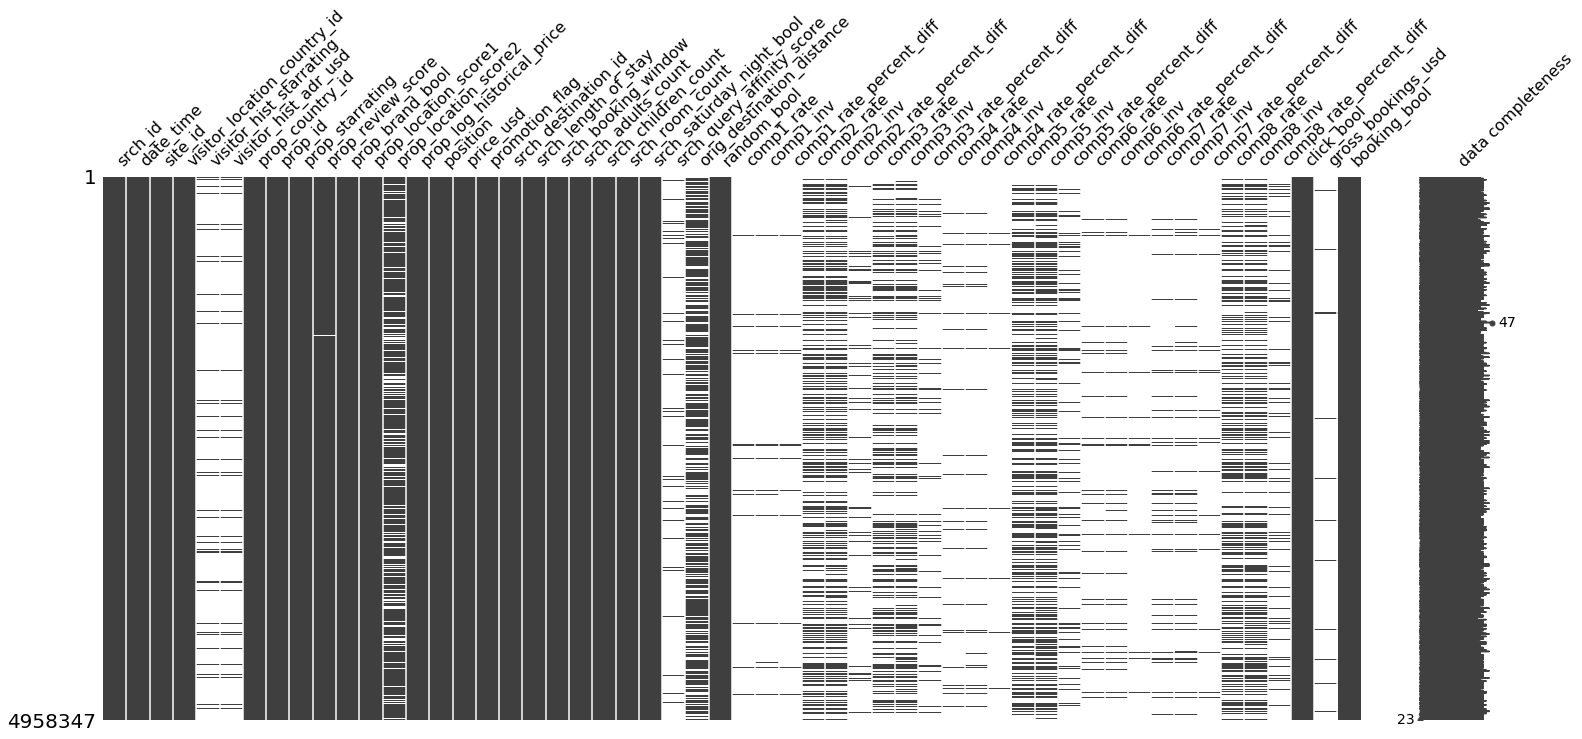 srch_id
date_time
site_id
visitor_location_country_id
visitor_hist_starrating
visitor_hist_adr_usd
prop_country_id
prop_id
prop_starrating
prop_review_score
prop_brand_bool
prop_location_score1
prop_location_score2
prop_log_historical_price
position
price_usd
promotion_flag
srch_destination_id
srch_length_of_stay
srch_booking_window
srch_adults_count
srch_children_count
srch_room_count
srch_saturday_night_bool
srch_query_affinity_score
orig_destination_distance
random_bool
comp1_rate
comp1_inv
comp1_rate_percent_diff
comp2_rate
comp2_inv
comp2_rate_percent_diff
comp3_rate
comp3_inv
comp3_rate_percent_diff
comp4_rate
comp4_inv
comp4_rate_percent_diff
comp5_rate
comp5_inv
comp5_rate_percent_diff
comp6_rate
comp6_inv
comp6_rate_percent_diff
comp7_rate
comp7_inv
comp7_rate_percent_diff
comp8_rate
comp8_inv
comp8_rate_percent_diff
click_bool
gross_bookings_usd
booking_bool
data completeness
1
47
4958347
23